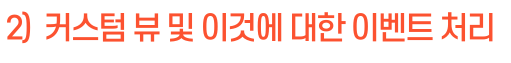 2) 커스텀 뷰 및 이것에 대한 이벤트 처리